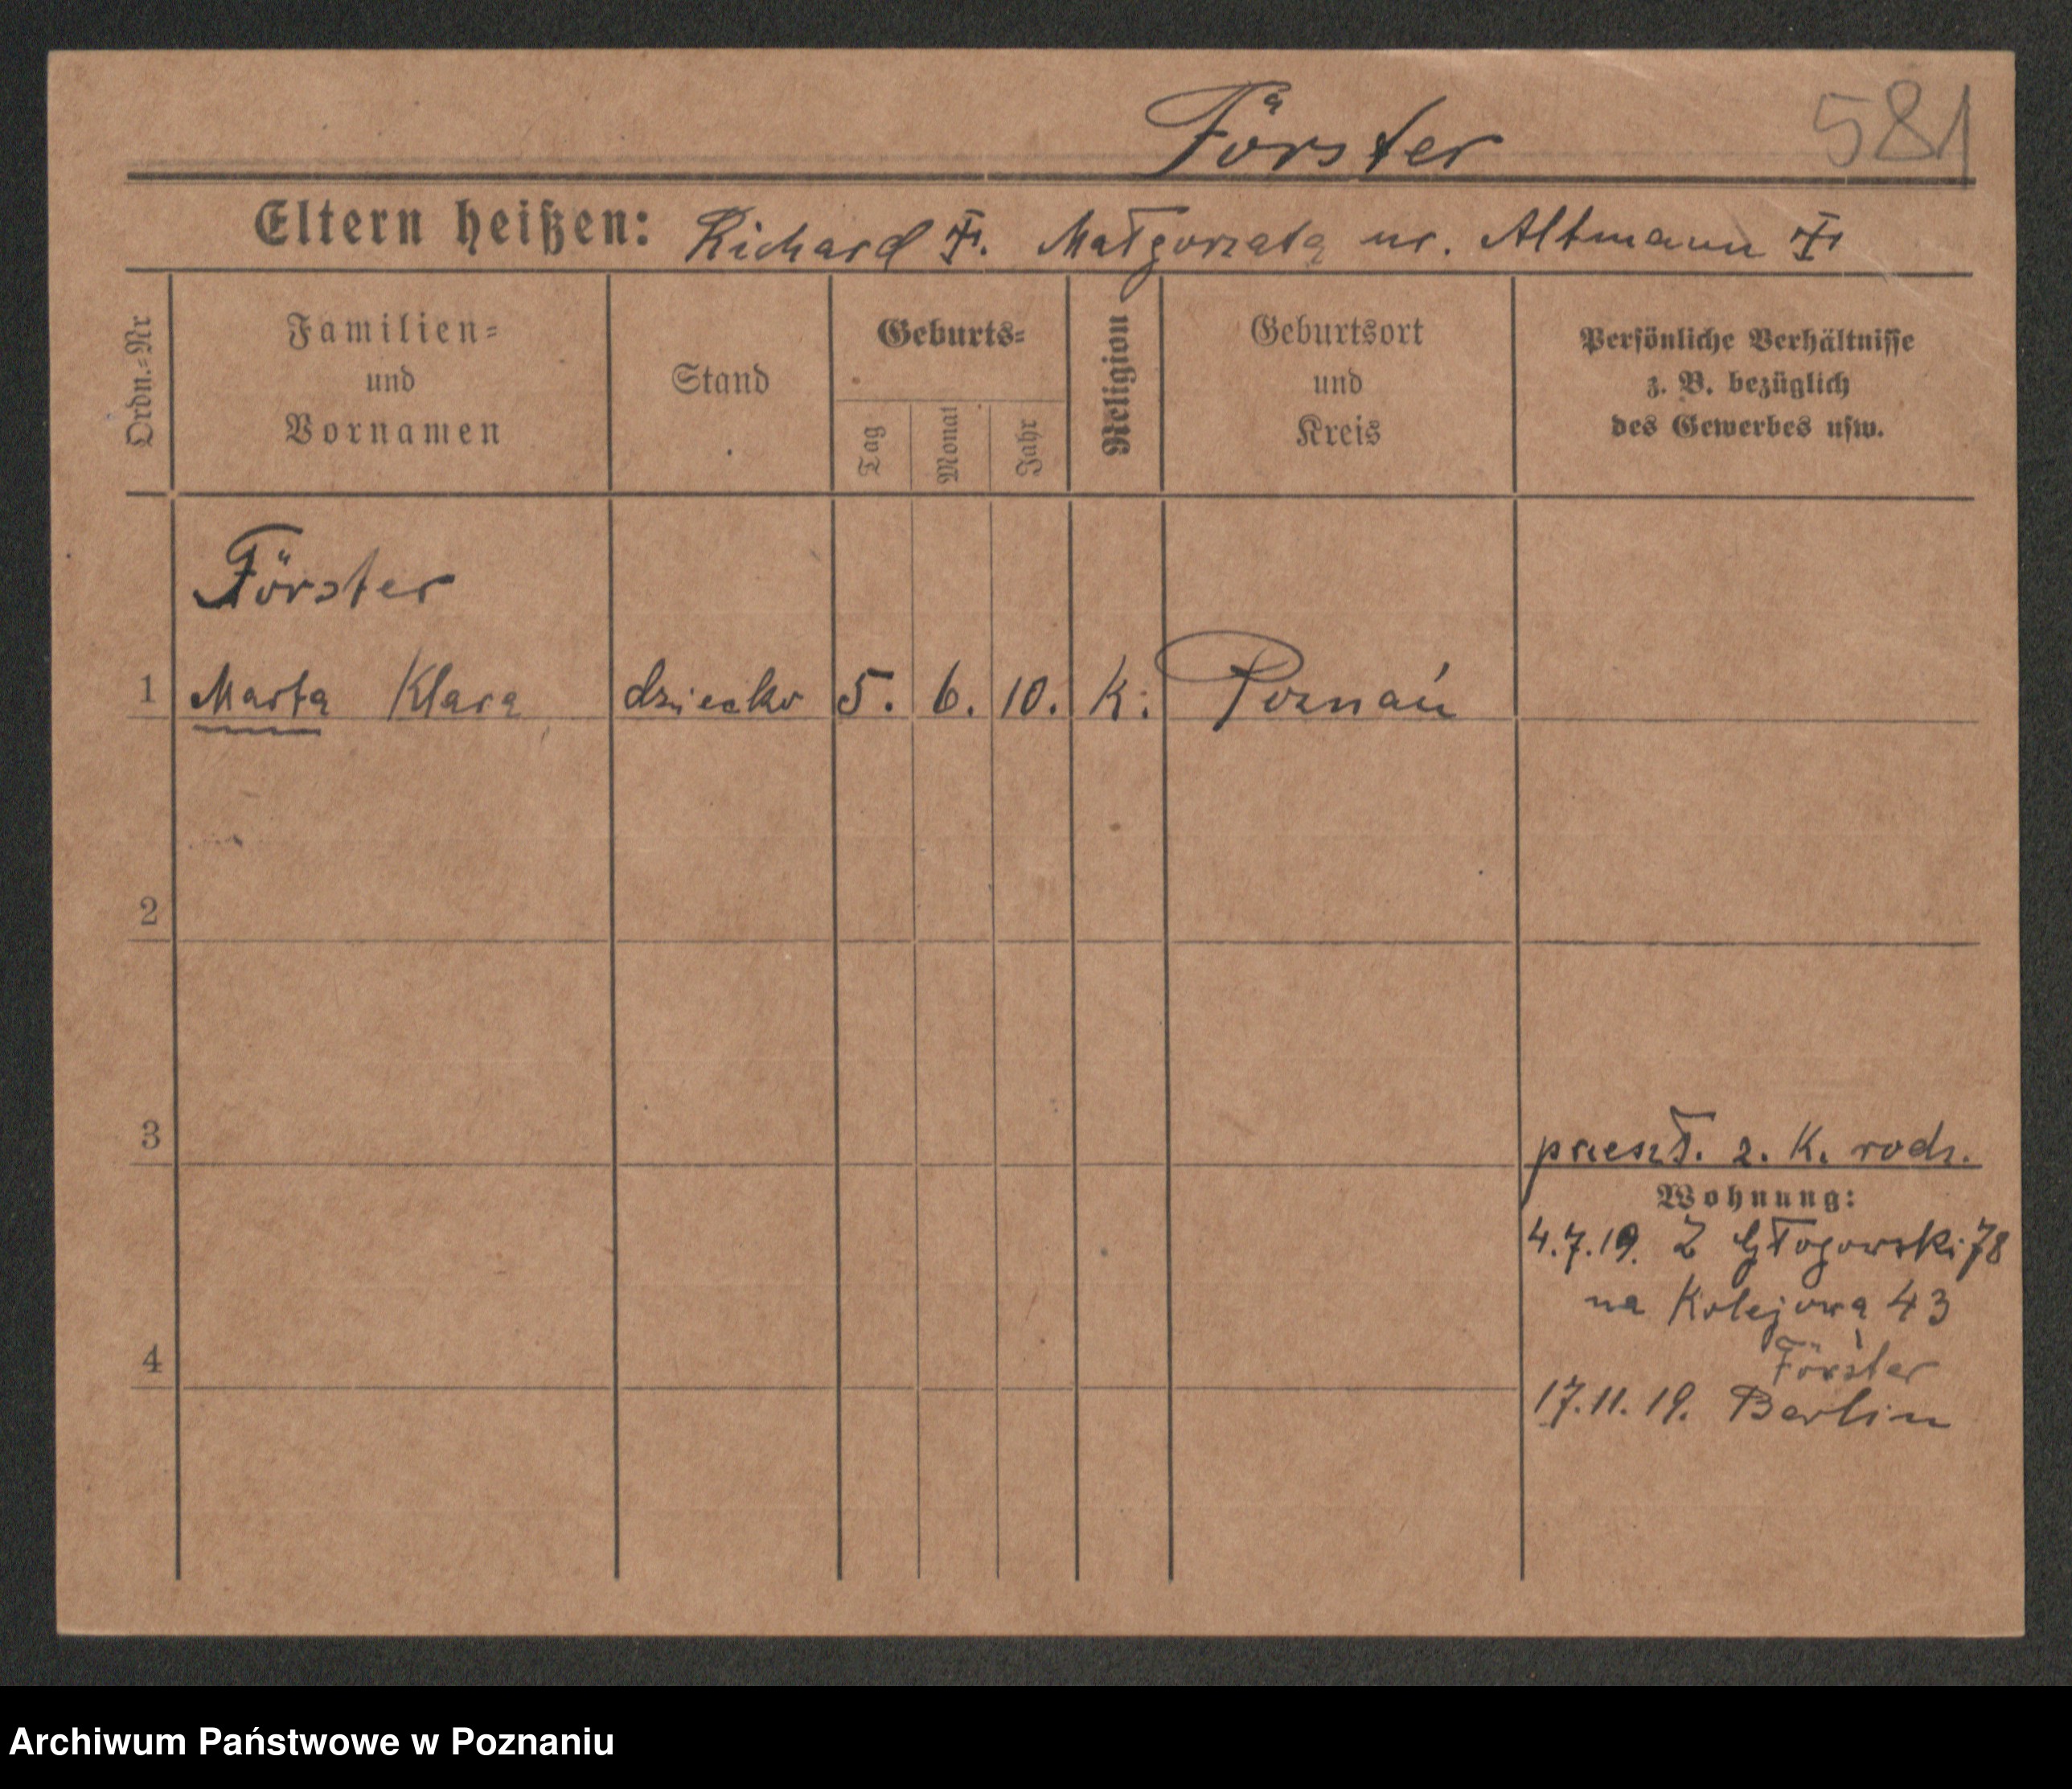 Förster 581
Eltern heißen: Richard F. Małgorzata ur. Altmann F
Ordn.=Nr
Familien=
und
Vornamen
Stand
Geburts=
Tag
Monat
Jahr
Religion
Geburtsort
und
Kreis
Persönliche Verhältnisse
z. B. bezüglich
des Gewerbes usw.
Förster
1 Marta Klara dziecko 5. 6. 10. K. Poznań
2
3
przeszł. z. K. rodz.
Wohnung:
4.7.19. Z Głogowski 78
na Kolejowa 43
Förster
4
17.11.19. Berlin
Archiwum Państwowe w Poznaniu